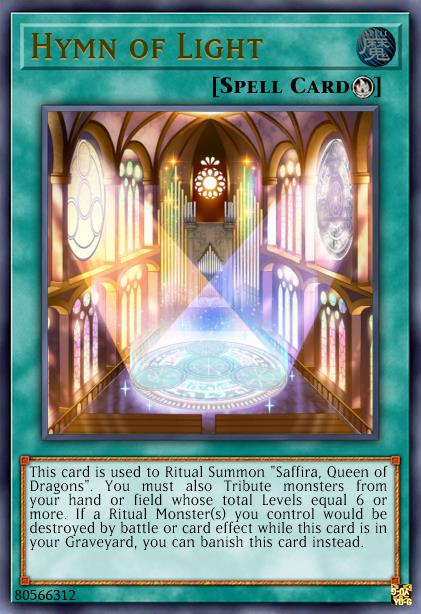 HYMN OF LIGHT
魔
[SPELL CARD]
This card is used to Ritual Summon "Saffira, Queen of
Dragons". You must also Tribute monsters from
your hand or field whose total Levels equal 6 or
more. If a Ritual Monster(s) you control would be
destroyed by battle or card effect while this card is
in your Graveyard, you can banish this card instead.
80566312